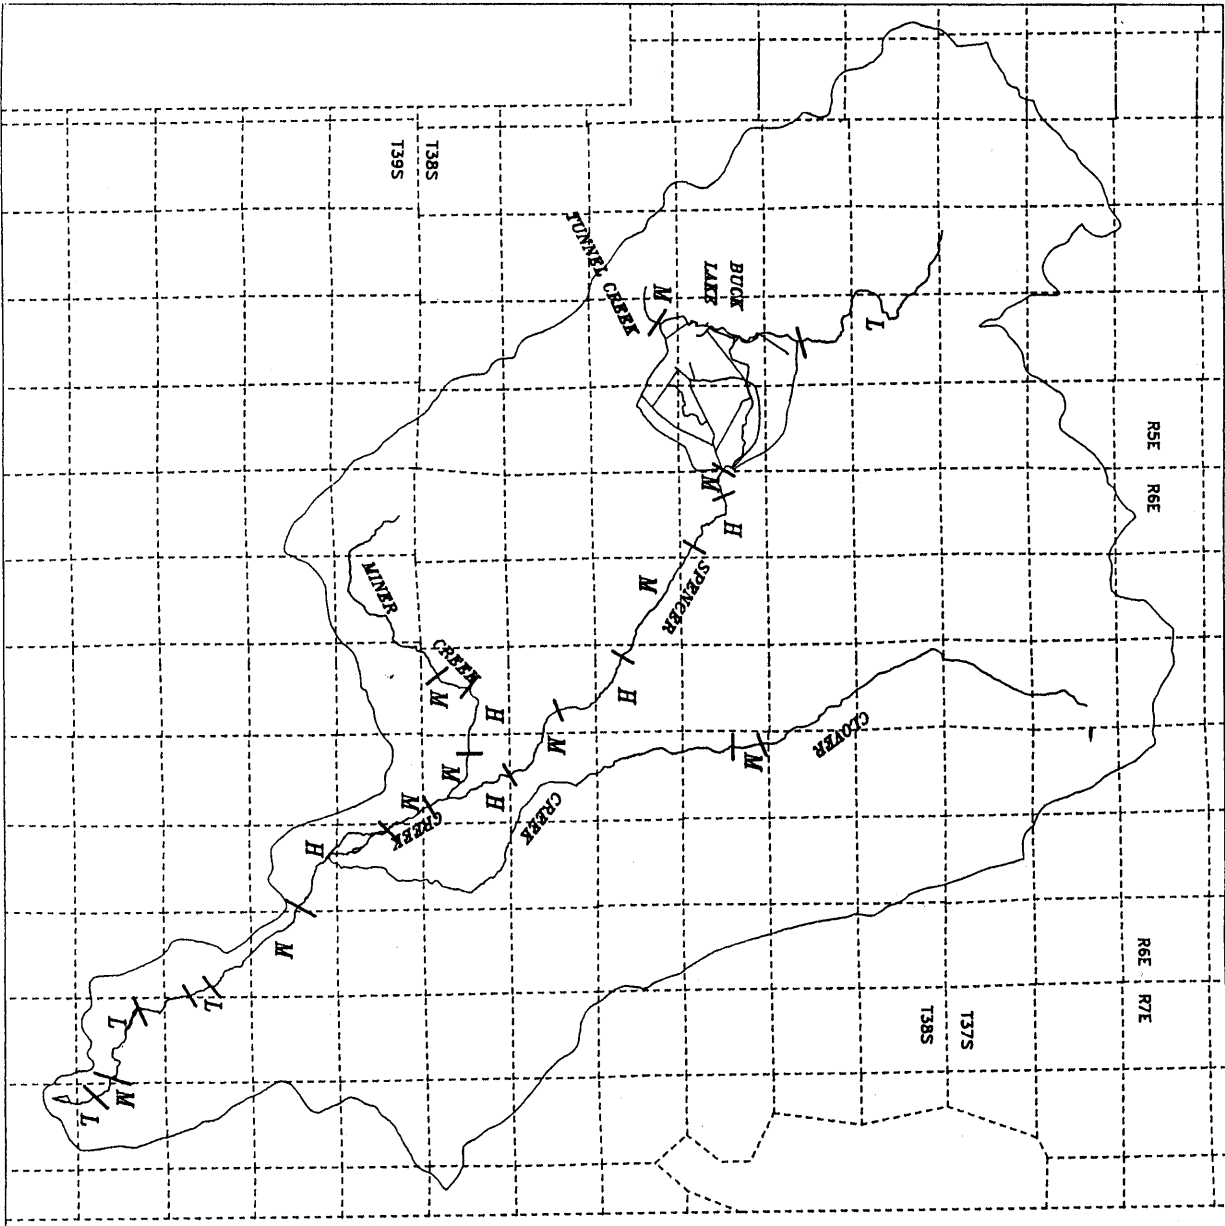 T38S
T39S
TUNNEL CREEK
M
BUCK
LAKE
L
R5E
R6E
M
H
SPENCER
M
H
M
H
CREEK
M
H
M
L
L
M
L
MINER
CREEK
M
H
M
CLOVER
M
CREEK
R6E
R7E
T37S
T38S